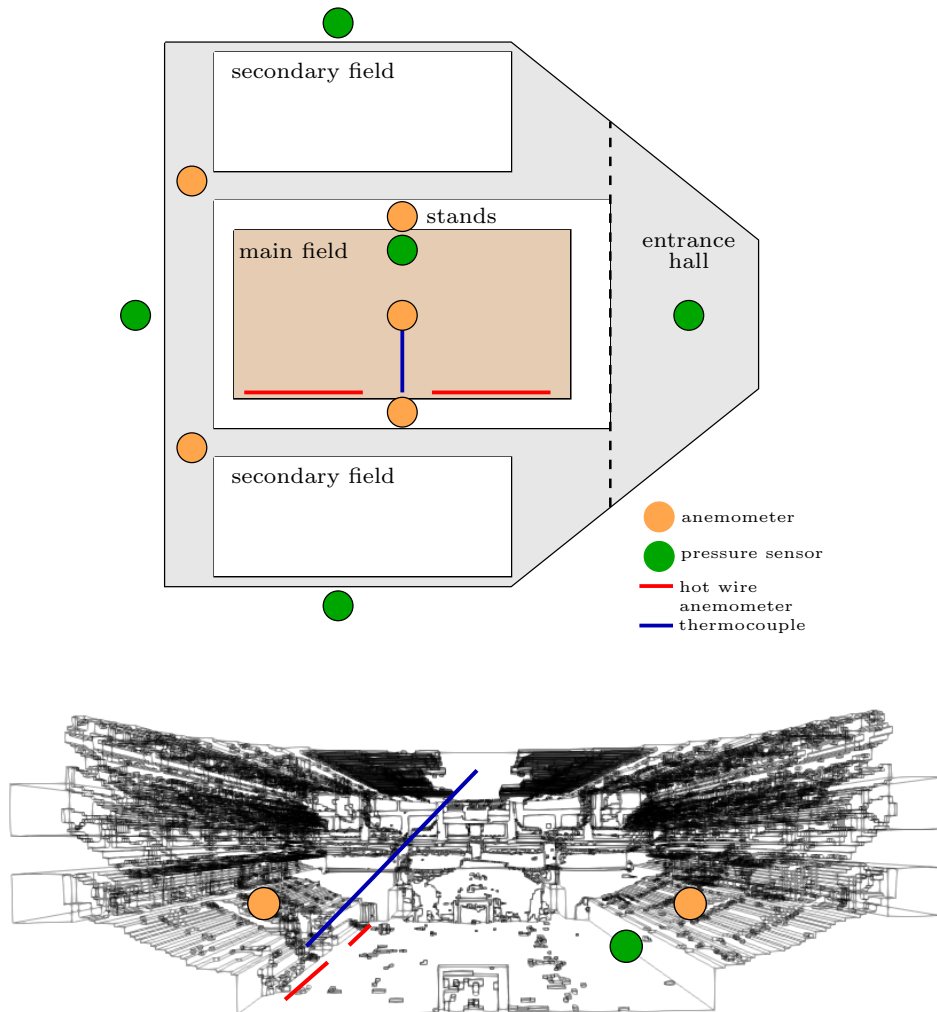 secondary field
stands
main field
entrance
hall
secondary field
anemometer
pressure sensor
hot wire
anemometer
thermocouple